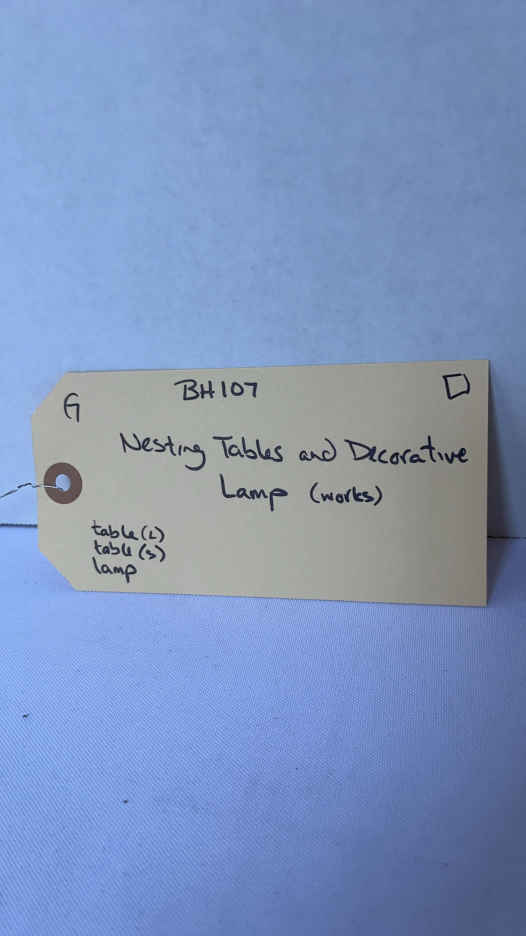 BH107
G
Nesting Tables and Decorative
Lamp (works)
table (L)
table (s)
lamp